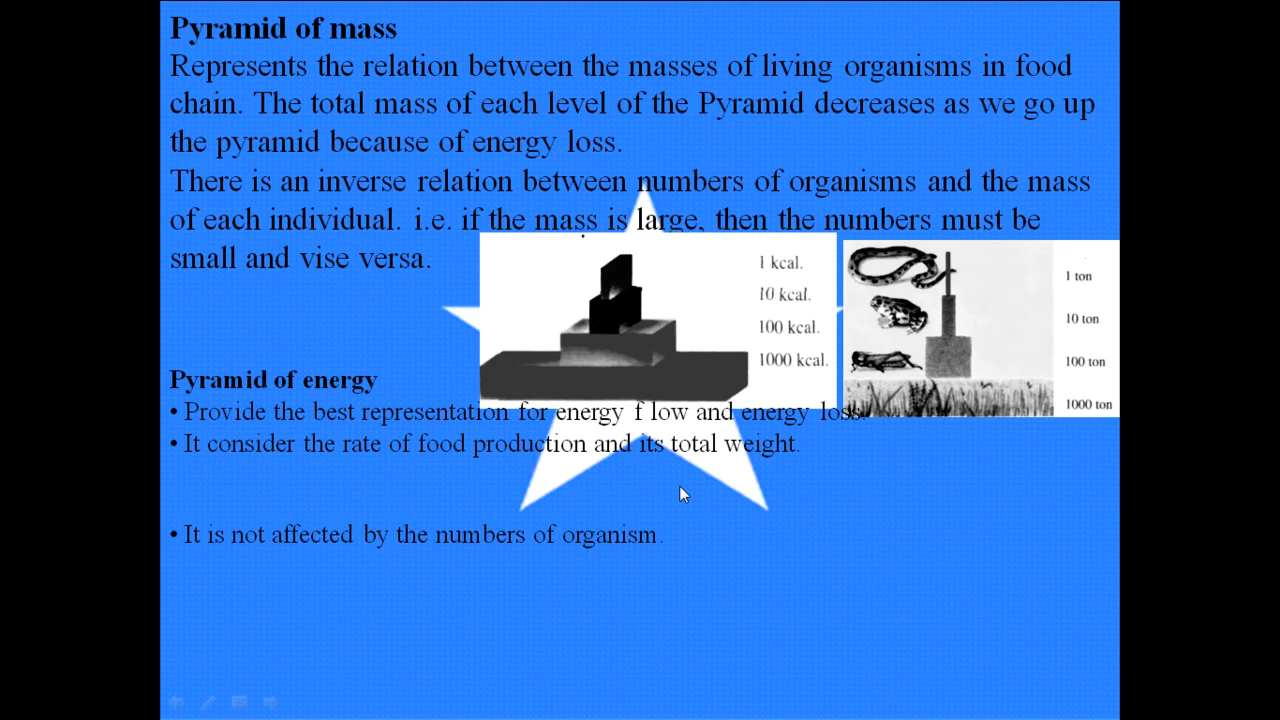 Pyramid of mass
Represents the relation between the masses of living organisms in food
chain. The total mass of each level of the Pyramid decreases as we go up
the pyramid because of energy loss.
There is an inverse relation between numbers of organisms and the mass
of each individual. i.e. if the mass is large, then the numbers must be
small and vise versa.
1 kcal.
10 kcal.
100 kcal.
1000 kcal.
1 ton
10 ton
100 ton
1000 ton
Pyramid of energy
• Provide the best representation for energy f low and energy loss.
• It consider the rate of food production and its total weight.
• It is not affected by the numbers of organism.